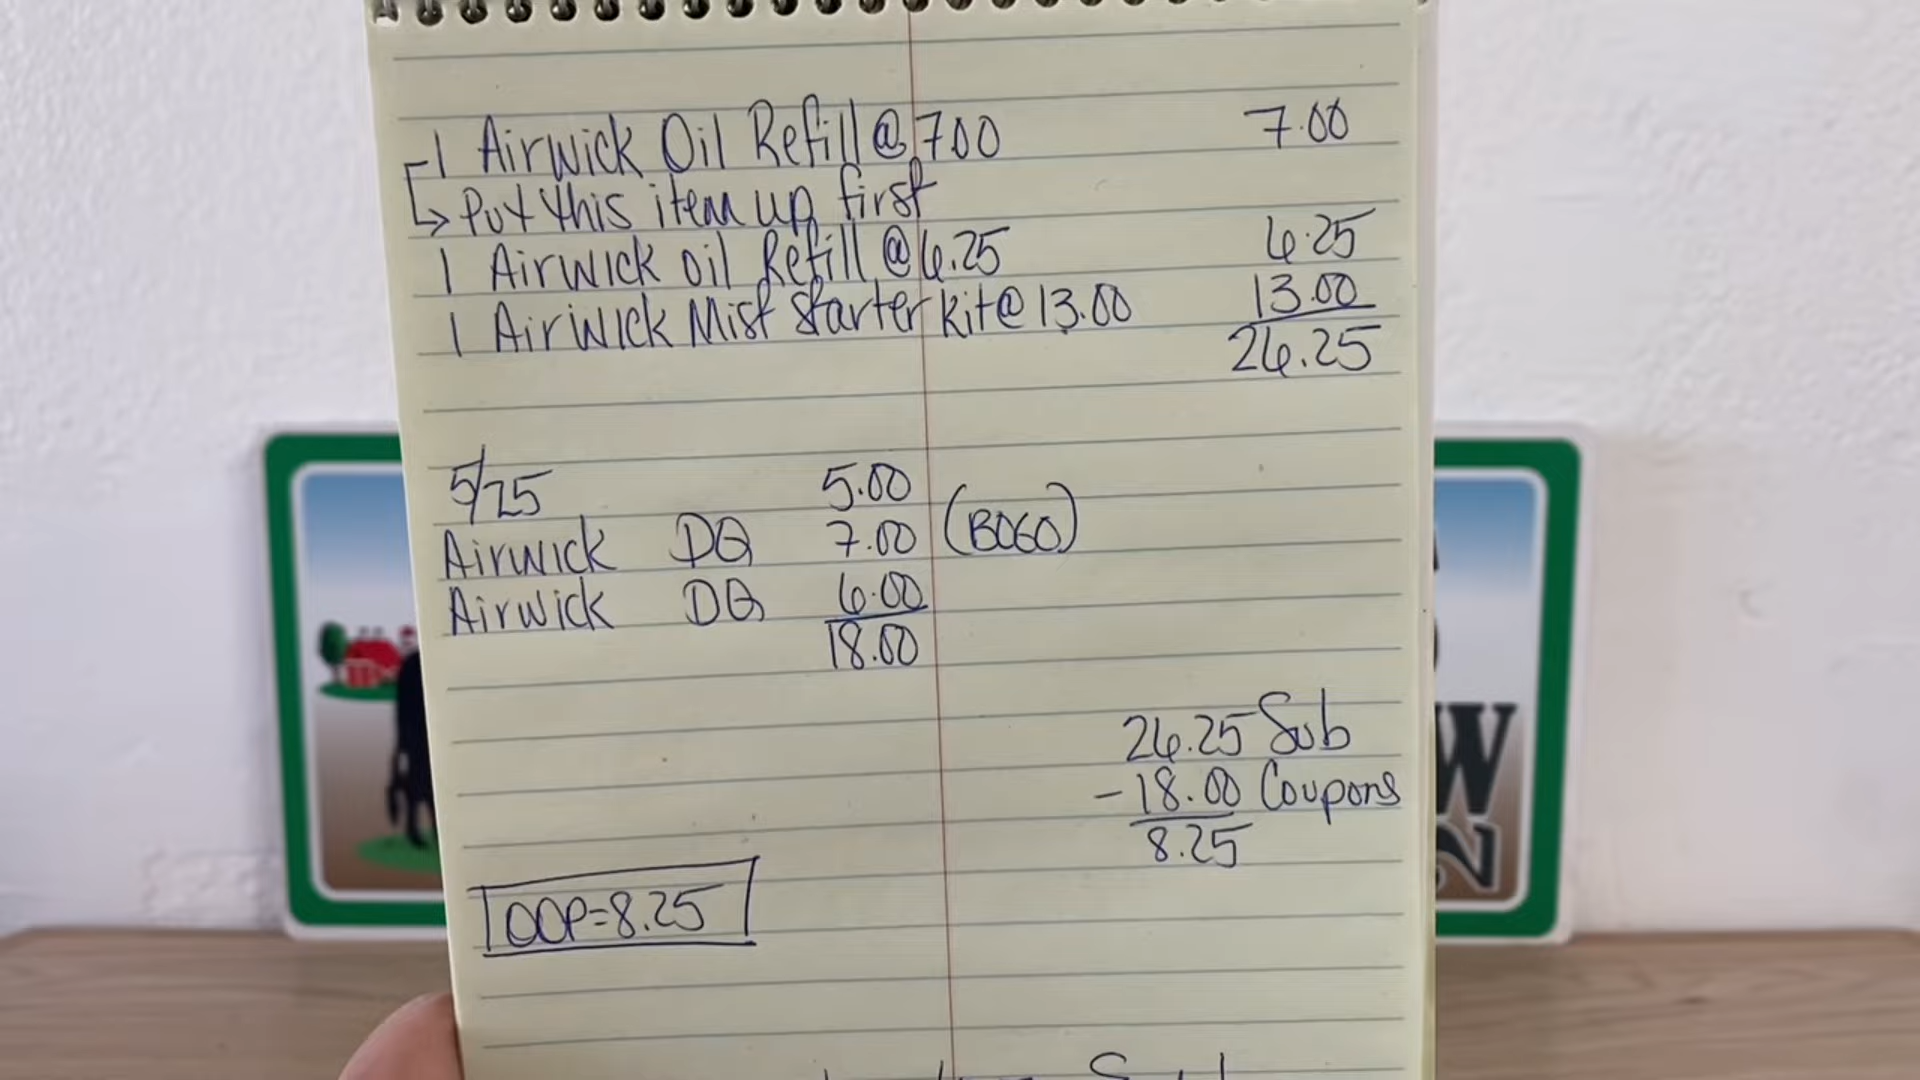 1 Airwick Oil Refill @ 700 7.00
Put this item up first
1 Airwick oil Refill @ 6.25 6.25
1 Airwick Mist starter kit @ 13.00 13.00
26.25
5/25 5.00
Airwick DG 7.00 (BOGO)
Airwick DG 6.00
18.00
26.25 Sub
- 18.00 Coupons
8.25
OOP=8.25
W
N